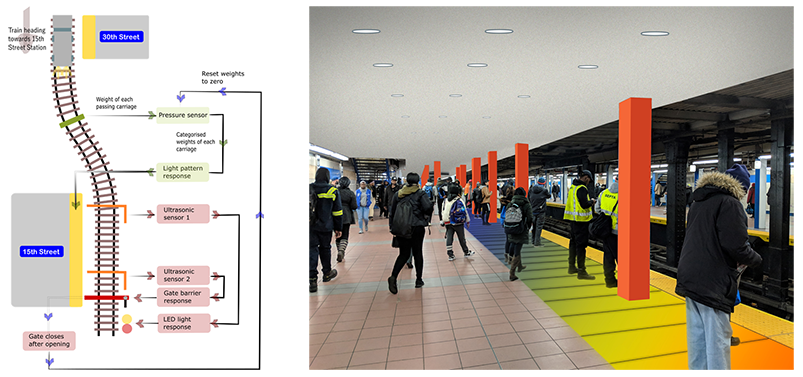 Train heading
towards 15th
Street Station
30th Street
Reset weights
to zero
Weight of each
passing carriage
Pressure sensor
Categorised
weights of each
carriage
Light pattern
response
Ultrasonic
sensor 1
15th Street
Ultrasonic
sensor 2
Gate barrier
response
LED light
response
Gate closes
after opening
SEPTA